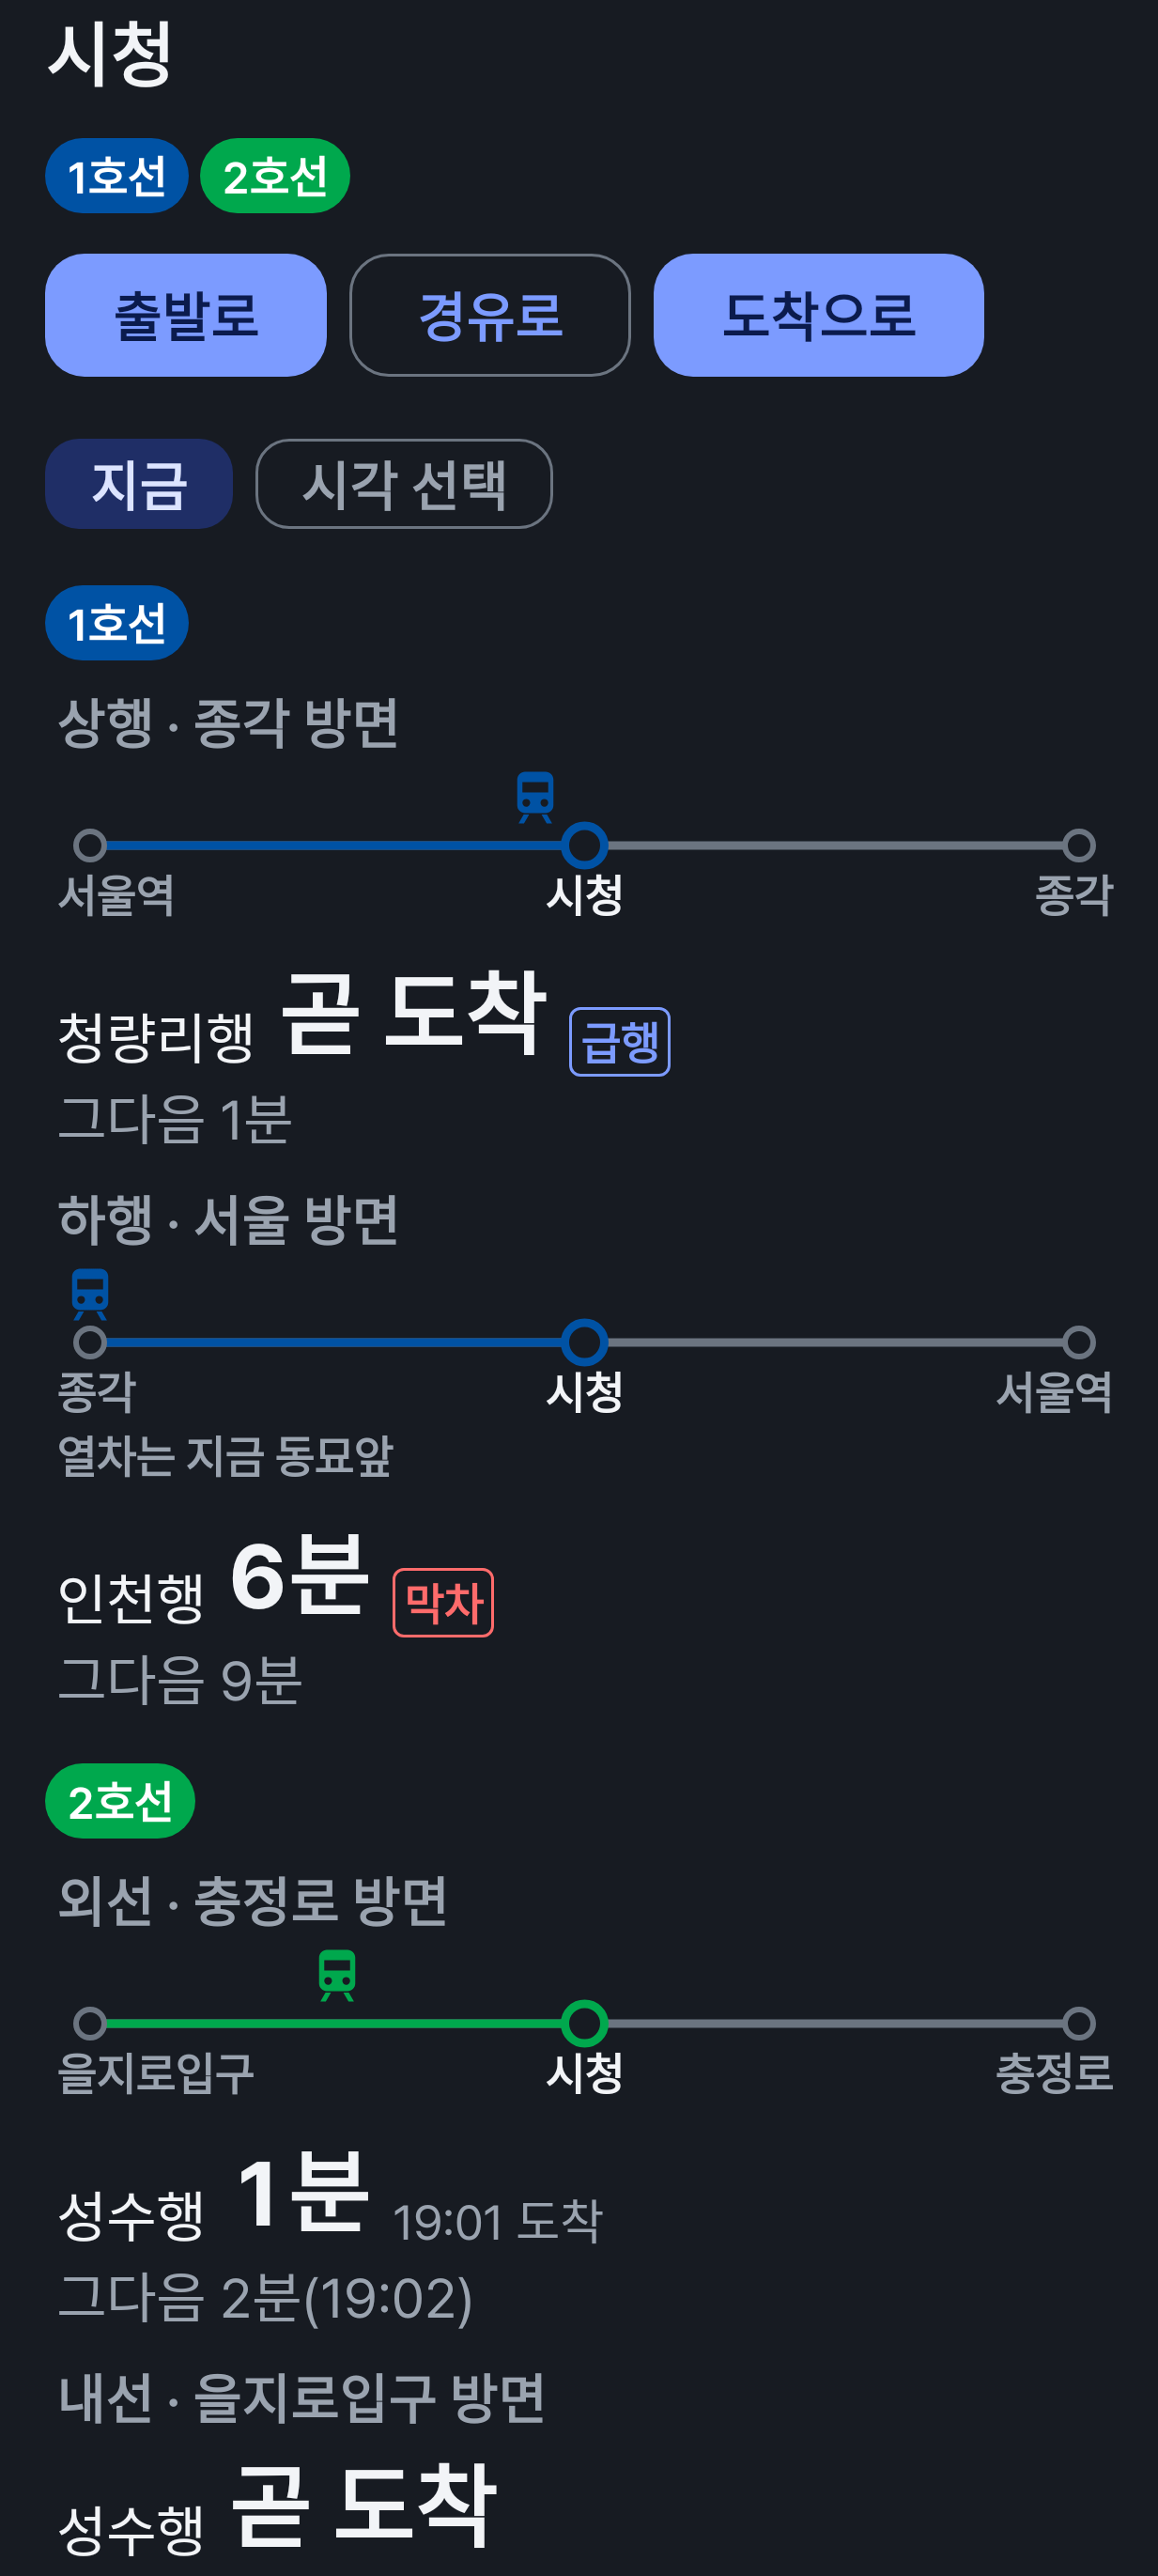 시청
1호선 2호선
출발로 경유로 도착으로
지금 시각 선택
1호선
상행 · 종각 방면
서울역 시청 종각
청량리행 곧 도착 급행
그다음 1분
하행 · 서울 방면
종각 시청 서울역
열차는 지금 동묘앞
인천행 6분 막차
그다음 9분
2호선
외선 · 충정로 방면
을지로입구 시청 충정로
성수행 1분 19:01 도착
그다음 2분(19:02)
내선 · 을지로입구 방면
성수행 곧 도착